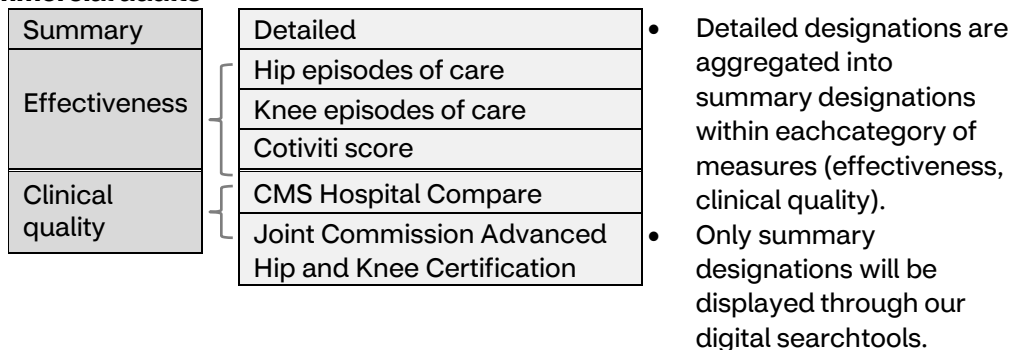 Summary
Effectiveness
Clinical
quality
Detailed
Hip episodes of care
Knee episodes of care
Cotiviti score
CMS Hospital Compare
Joint Commission Advanced
Hip and Knee Certification
• Detailed designations are
aggregated into
summary designations
within eachcategory of
measures (effectiveness,
clinical quality).
• Only summary
designations will be
displayed through our
digital searchtools.